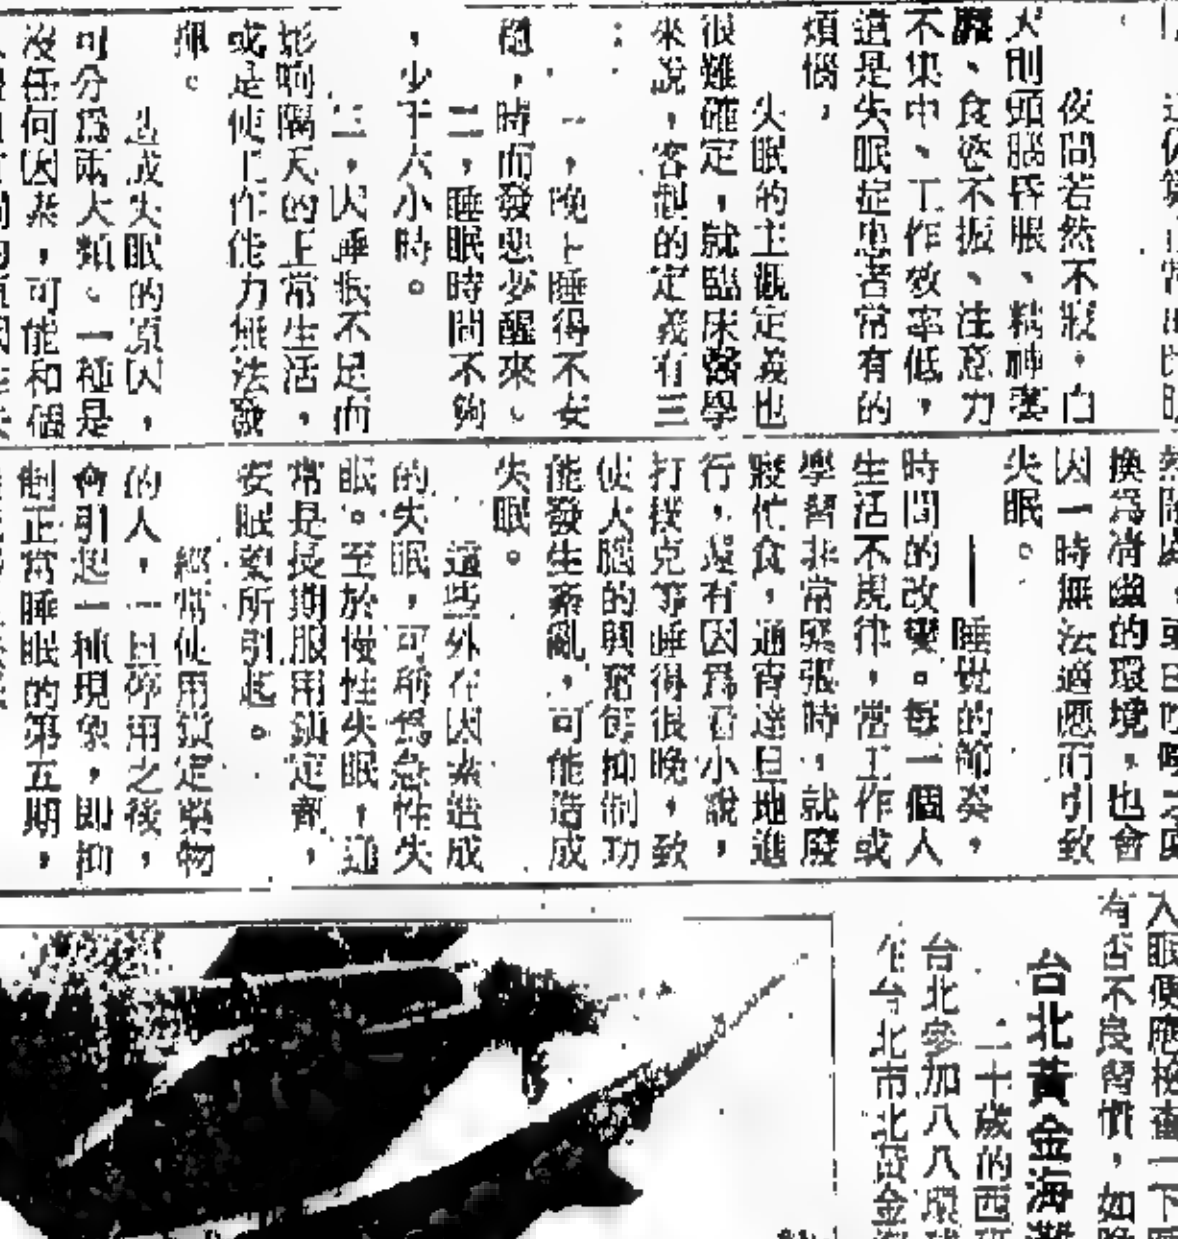 夜間若然不寢，白
天則頭腦昏脹、精神萎
靡、食慾不振、注意力
不集中、工作效率低，
這是失眠症患者常有的
煩惱，
失眠的主觀定義也
很難確定，就臨床醫學
來說，客觀的定義有三
：
一，晚上睡得不安
穩，時而發惡夢醒來。
二，睡眠時間不夠
，少于六小時。
三，因睡眠不足而
影响隔天的正常生活，
或是使工作能力無法發
揮。
造成失眠的原因，
可分爲兩大類。一種是
沒任何因素，可能和個
換爲清幽的環境，也會
因一時無法適應而引致
失眠。
——睡覺的節奏，
時間的改變。每一個人
生活不規律，當工作或
學習非常緊張時，就廢
寢忙食，通宵達旦地進
行，還有因爲看小說，
打撲克等睡得很晚，致
使大腦的興奮每抑制功
能發生紊亂，可能造成
失眠。
這些外在因素造成
的失眠，可稱爲急性失
眠。至於慢性失眠，通
常是長期服用鎮定劑，
安眠藥所引起。
經常使用鎮定藥物
的人，一旦停用之後，
會引起一種現象，即抑
制正常睡眠的第五期，
入眠便應檢查一下
有否不良習慣，如
台北黃金海灘
二十歲的西班
台北參加八八環球
在台北市北黃金海